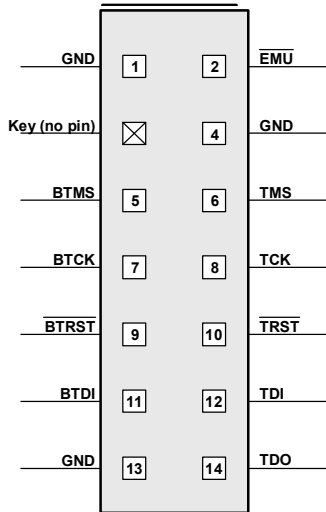 GND 1 2 EMU
Key (no pin) 4 GND
BTMS 5 6 TMS
BTCK 7 8 TCK
BTRST 9 10 TRST
BTDI 11 12 TDI
GND 13 14 TDO